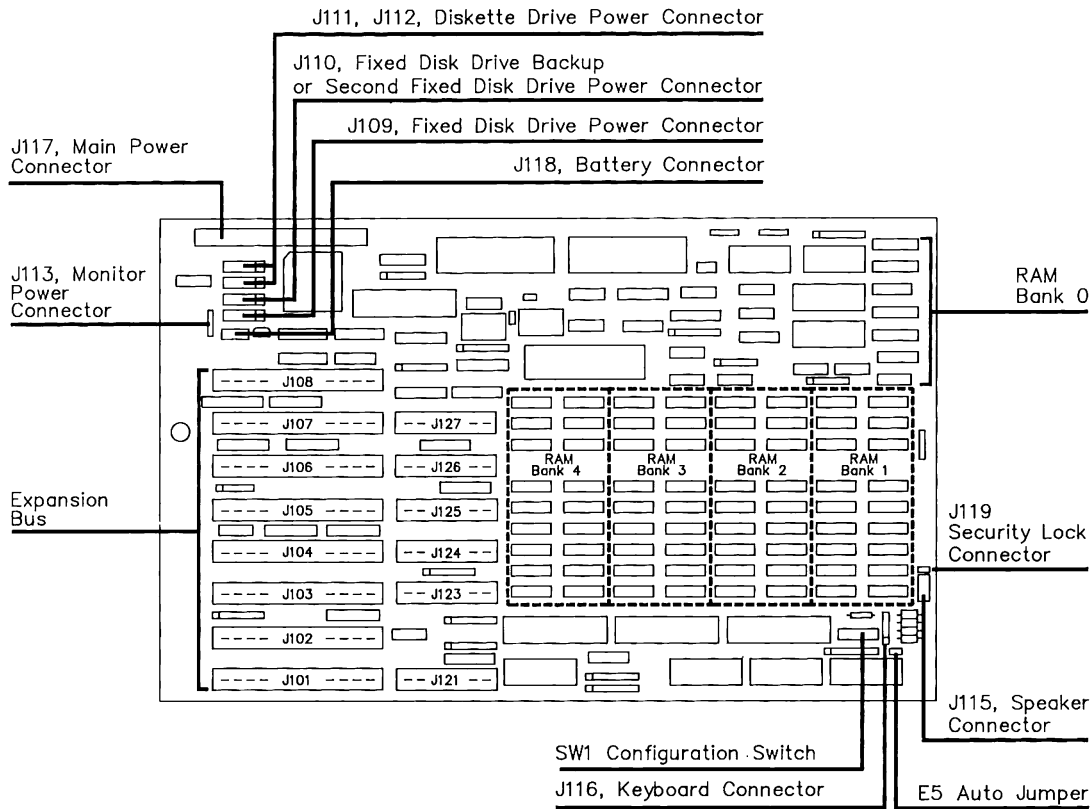 J111, J112, Diskette Drive Power Connector
J110, Fixed Disk Drive Backup
or Second Fixed Disk Drive Power Connector
J109, Fixed Disk Drive Power Connector
J118, Battery Connector
J117, Main Power
Connector
J113, Monitor
Power
Connector
RAM
Bank 0
J108
J107
J127
J106
J126
J105
J125
J104
J124
J103
J123
J102
J101
J121
RAM
Bank 4
RAM
Bank 3
RAM
Bank 2
RAM
Bank 1
Expansion
Bus
J119
Security Lock
Connector
J115, Speaker
Connector
SW1 Configuration Switch
J116, Keyboard Connector
E5 Auto Jumper